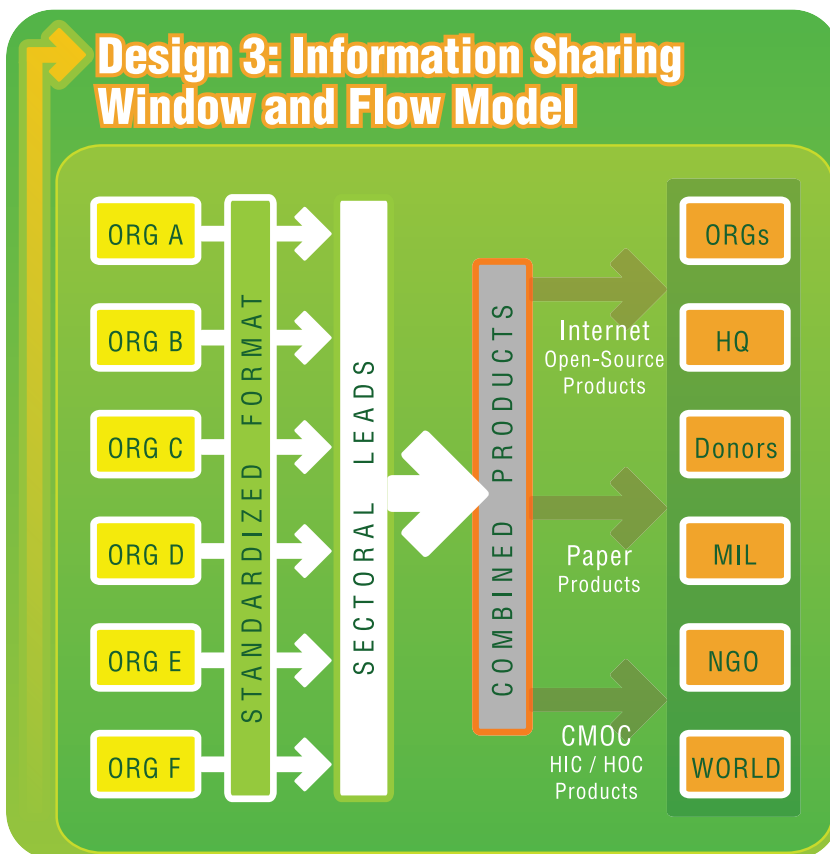 Design 3: Information Sharing
Window and Flow Model
ORG A
ORG B
ORG C
ORG D
ORG E
ORG F
STANDARDIZED FORMAT
SECTORAL LEADS
COMBINED PRODUCTS
Internet
Open-Source
Products
Paper
Products
CMOC
HIC / HOC
Products
ORGs
HQ
Donors
MIL
NGO
WORLD